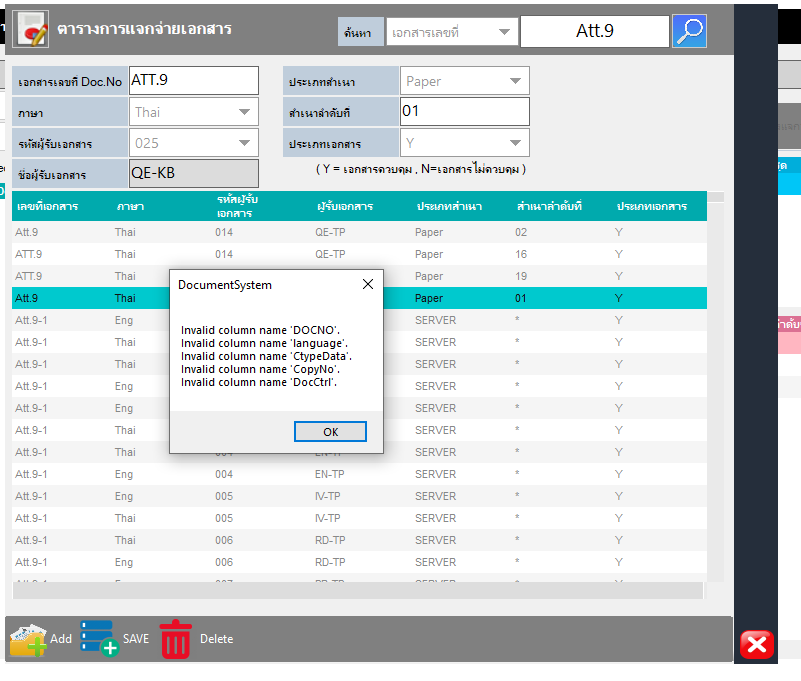 ตารางการแจกจ่ายเอกสาร
ค้นหา เอกสารเลขที่ Att.9
เอกสารเลขที่ Doc.No ATT.9 ประเภทสำเนา Paper
ภาษา Thai สำเนาลำดับที่ 01
รหัสผู้รับเอกสาร 025 ประเภทเอกสาร Y
ชื่อผู้รับเอกสาร QE-KB ( Y = เอกสารควบคุม , N=เอกสารไม่ควบคุม )
เลขที่เอกสาร ภาษา รหัสผู้รับเอกสาร ผู้รับเอกสาร ประเภทสำเนา สำเนาลำดับที่ ประเภทเอกสาร
Att.9 Thai 014 QE-TP Paper 02 Y
ATT.9 Thai 014 QE-TP Paper 16 Y
ATT.9 Thai Paper 19 Y
Att.9 Thai Paper 01 Y
DocumentSystem
Invalid column name 'DOCNO'.
Invalid column name 'language'.
Invalid column name 'CtypeData'.
Invalid column name 'CopyNo'.
Invalid column name 'DocCtrl'.
OK
Att.9-1 Eng SERVER * Y
Att.9-1 Thai SERVER * Y
Att.9-1 Thai SERVER * Y
Att.9-1 Eng SERVER * Y
Att.9-1 Eng SERVER * Y
Att.9-1 Thai SERVER * Y
Att.9-1 Thai SERVER * Y
Att.9-1 Eng 004 EN-TP SERVER * Y
Att.9-1 Eng 005 IV-TP SERVER * Y
Att.9-1 Thai 005 IV-TP SERVER * Y
Att.9-1 Thai 006 RD-TP SERVER * Y
Att.9-1 Eng 006 RD-TP SERVER * Y
Add SAVE Delete